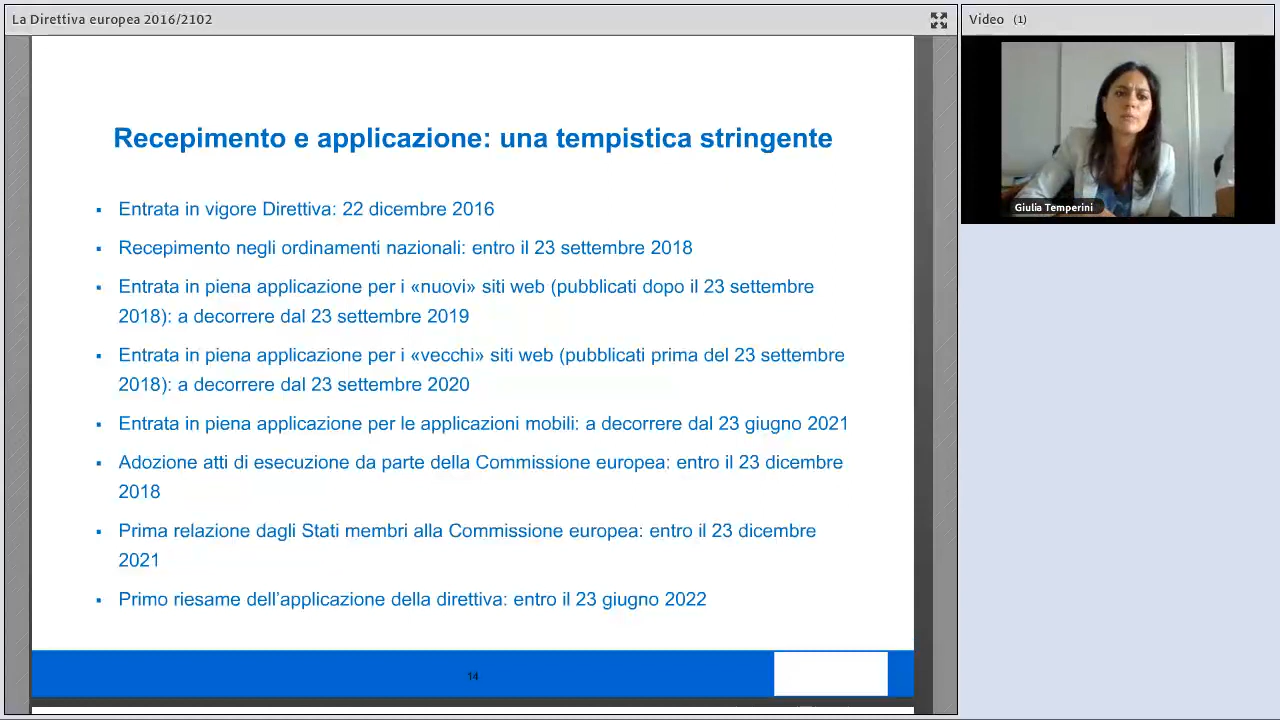 La Direttiva europea 2016/2102
Video (1)
Giulia Temperini
Recepimento e applicazione: una tempistica stringente
▪ Entrata in vigore Direttiva: 22 dicembre 2016
▪ Recepimento negli ordinamenti nazionali: entro il 23 settembre 2018
▪ Entrata in piena applicazione per i «nuovi» siti web (pubblicati dopo il 23 settembre
2018): a decorrere dal 23 settembre 2019
▪ Entrata in piena applicazione per i «vecchi» siti web (pubblicati prima del 23 settembre
2018): a decorrere dal 23 settembre 2020
▪ Entrata in piena applicazione per le applicazioni mobili: a decorrere dal 23 giugno 2021
▪ Adozione atti di esecuzione da parte della Commissione europea: entro il 23 dicembre
2018
▪ Prima relazione dagli Stati membri alla Commissione europea: entro il 23 dicembre
2021
▪ Primo riesame dell’applicazione della direttiva: entro il 23 giugno 2022
14